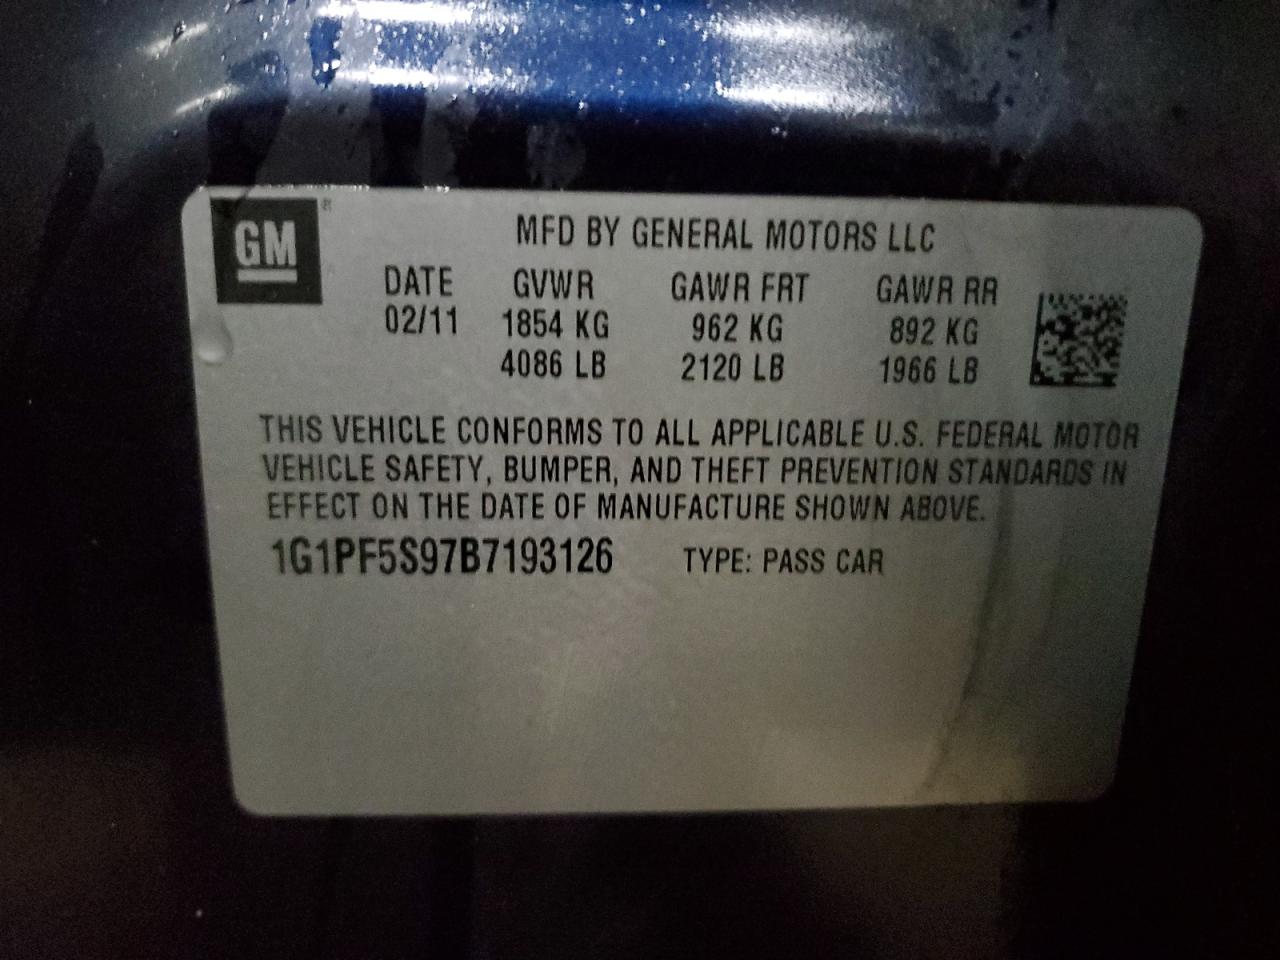 GM ®
MFD BY GENERAL MOTORS LLC
DATE GVWR GAWR FRT GAWR RR
02/11 1854 KG 962 KG 892 KG
4086 LB 2120 LB 1966 LB
THIS VEHICLE CONFORMS TO ALL APPLICABLE U.S. FEDERAL MOTOR
VEHICLE SAFETY, BUMPER, AND THEFT PREVENTION STANDARDS IN
EFFECT ON THE DATE OF MANUFACTURE SHOWN ABOVE.
1G1PF5S97B7193126 TYPE: PASS CAR